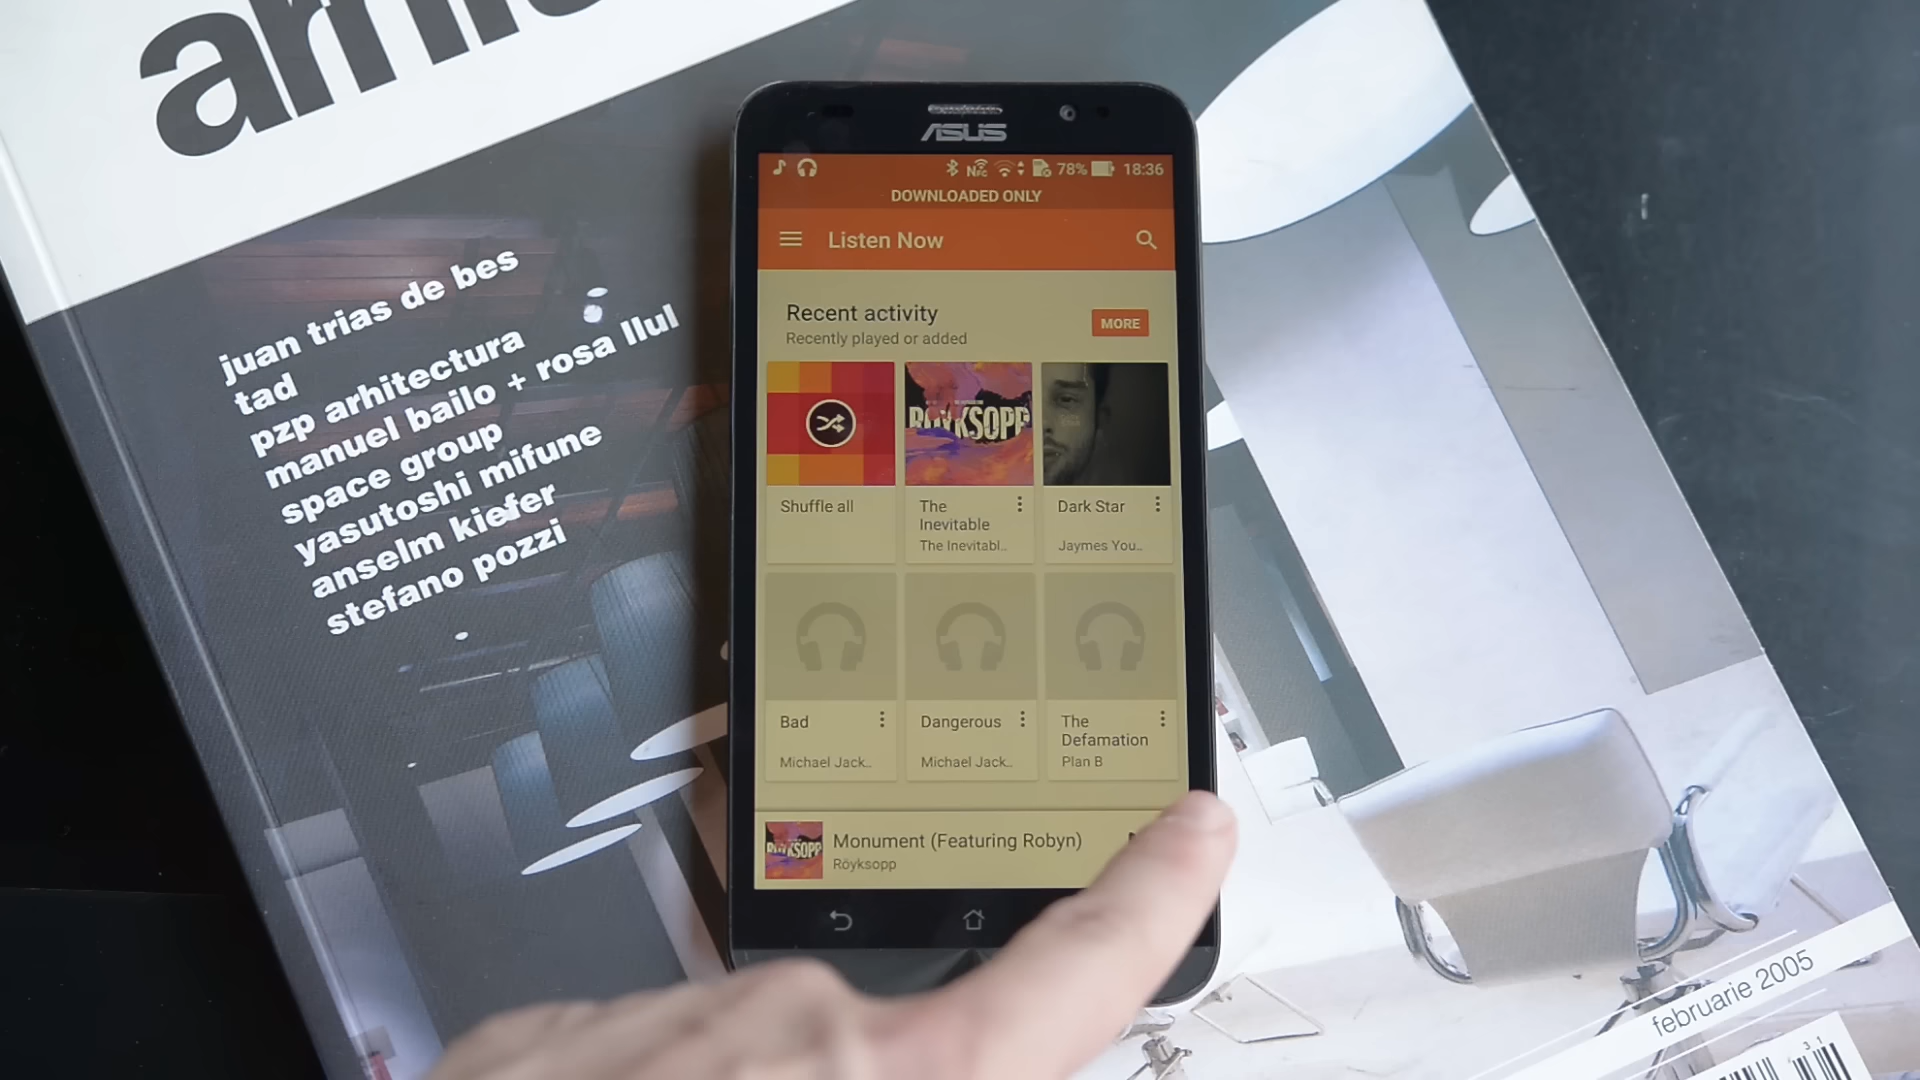 juan trias de bes
tad
pzp arhitectura
manuel bailo + rosa llul
space group
yasutoshi mifune
anselm kiefer
stefano pozzi
ASUS
NFC 78% 18:36
DOWNLOADED ONLY
Listen Now
Recent activity
MORE
Recently played or added
RÖYKSOPP
Shuffle all
The
Inevitable
The Inevitabl..
Dark Star
Jaymes You..
Bad
Michael Jack..
Dangerous
Michael Jack..
The
Defamation
Plan B
RÖYKSOPP
Monument (Featuring Robyn)
Röyksopp
februarie 2005